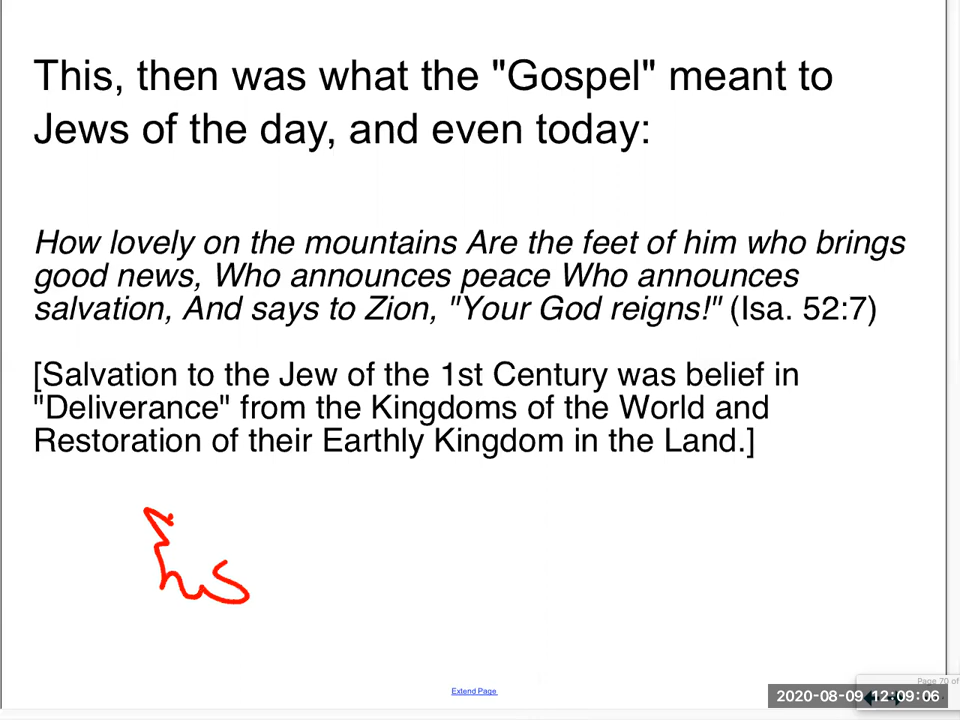 This, then was what the "Gospel" meant to
Jews of the day, and even today:
How lovely on the mountains Are the feet of him who brings
good news, Who announces peace Who announces
salvation, And says to Zion, "Your God reigns!" (Isa. 52:7)
[Salvation to the Jew of the 1st Century was belief in
"Deliverance" from the Kingdoms of the World and
Restoration of their Earthly Kingdom in the Land.]
Extend Page
Page 70 of
2020-08-09 12:09:06